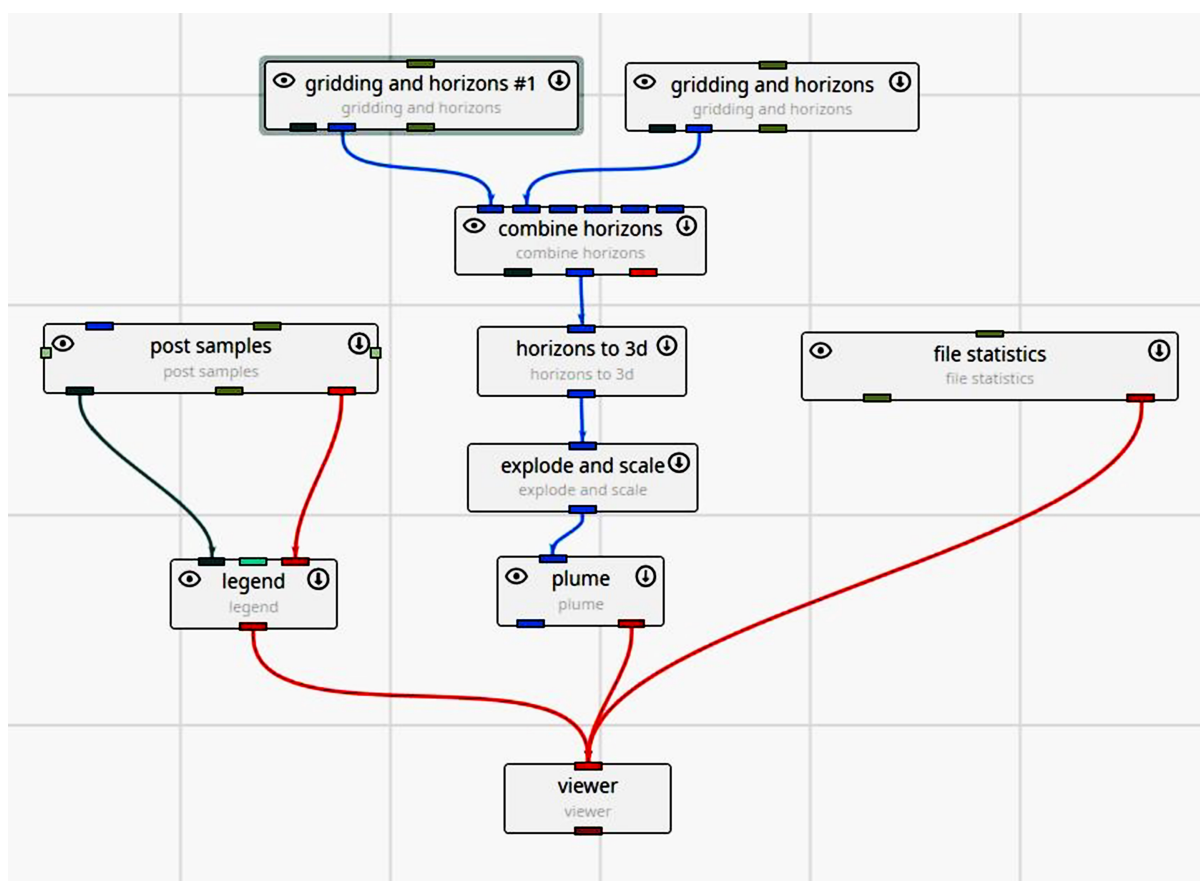 gridding and horizons #1
gridding and horizons
gridding and horizons
gridding and horizons
combine horizons
combine horizons
post samples
post samples
horizons to 3d
horizons to 3d
file statistics
file statistics
explode and scale
explode and scale
legend
legend
plume
plume
viewer
viewer